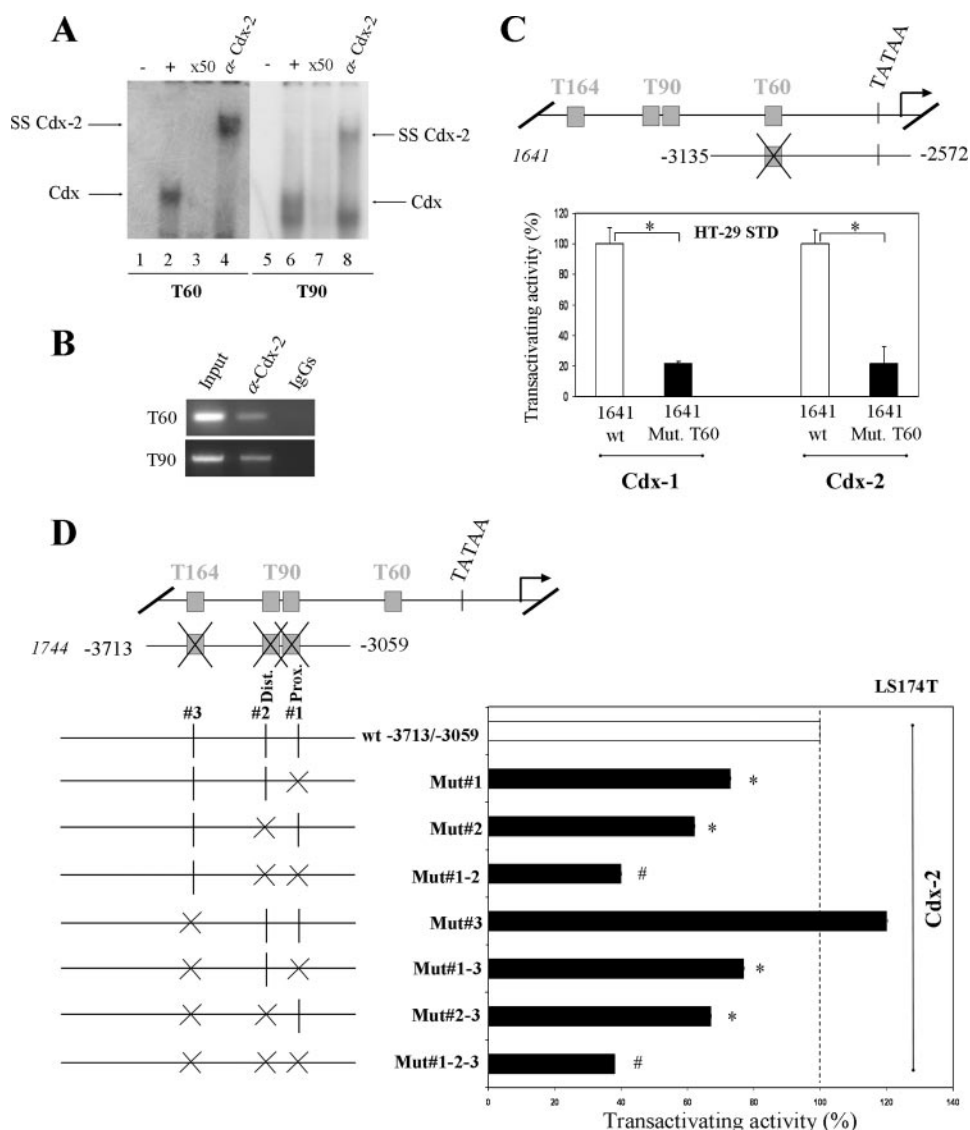 A
- + x50 α-Cdx-2 - + x50 α-Cdx-2
SS Cdx-2
SS Cdx-2
Cdx
Cdx
1 2 3 4 5 6 7 8
T60 T90
B
Input α-Cdx-2 IgGs
T60
T90
C
T164 T90 T60 TATAA
1641 -3135 -2572
HT-29 STD
Transactivating activity (%)
120
100
80
60
40
20
0
* *
1641 wt
1641 Mut. T60
1641 wt
1641 Mut. T60
Cdx-1 Cdx-2
D
T164 T90 T60 TATAA
1744 -3713 -3059
Dist. Prox.
#3 #2 #1
LS174T
wt -3713/-3059
Mut#1 *
Mut#2 *
Mut#1-2 #
Mut#3
Mut#1-3 *
Mut#2-3 *
Mut#1-2-3 #
Cdx-2
0 20 40 60 80 100 120 140
Transactivating activity (%)